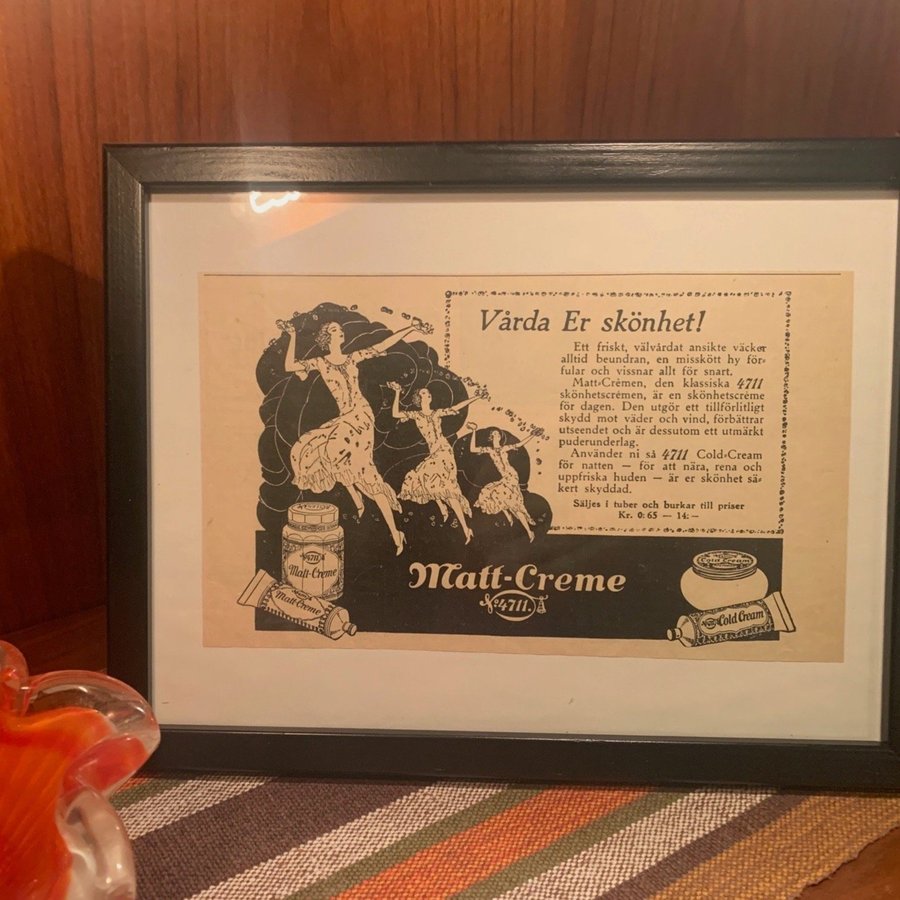 Vårda Er skönhet!
Ett friskt, välvårdat ansikte väcker
alltid beundran, en misskött hy för-
fular och vissnar allt för snart.
Matt-Crèmen, den klassiska 4711
skönhetscrèmen, är en skönhetscrème
för dagen. Den utgör ett tillförlitligt
skydd mot väder och vind, förbättrar
utseendet och är dessutom ett utmärkt
puderunderlag.
Använder ni så 4711 Cold-Cream
för natten — för att nära, rena och
uppfriska huden — är er skönhet sä-
kert skyddad.
Säljes i tuber och burkar till priser
Kr. 0:65 — 14:—
Matt-Creme
No 4711.
4711
Matt-Creme
Matt-Creme
Cold Cream
Cold Cream